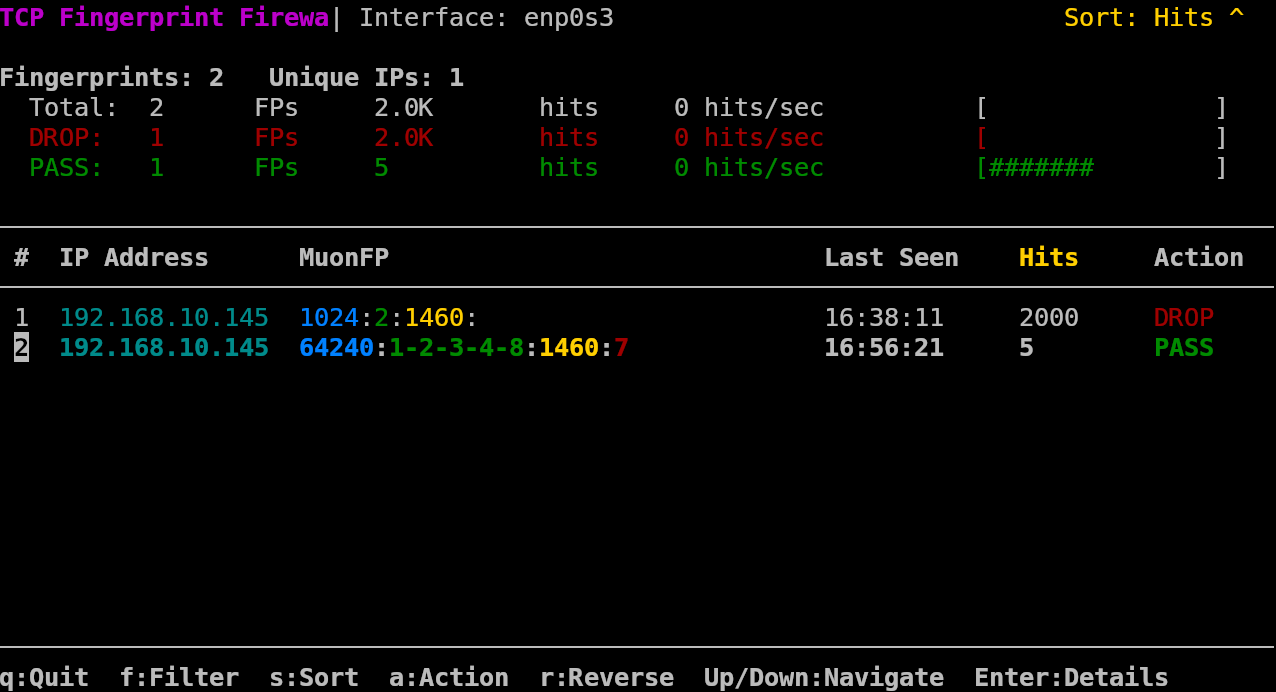 TCP Fingerprint Firewa| Interface: enp0s3 Sort: Hits ^
Fingerprints: 2 Unique IPs: 1
Total: 2 FPs 2.0K hits 0 hits/sec [ ]
DROP: 1 FPs 2.0K hits 0 hits/sec [ ]
PASS: 1 FPs 5 hits 0 hits/sec [####### ]
# IP Address MuonFP Last Seen Hits Action
1 192.168.10.145 1024:2:1460: 16:38:11 2000 DROP
2 192.168.10.145 64240:1-2-3-4-8:1460:7 16:56:21 5 PASS
q:Quit f:Filter s:Sort a:Action r:Reverse Up/Down:Navigate Enter:Details